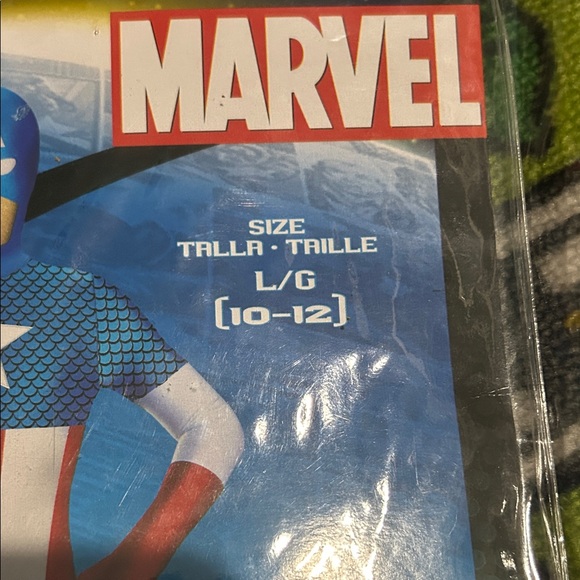 MARVEL
SIZE
TALLA · TAILLE
L/G
(10-12)